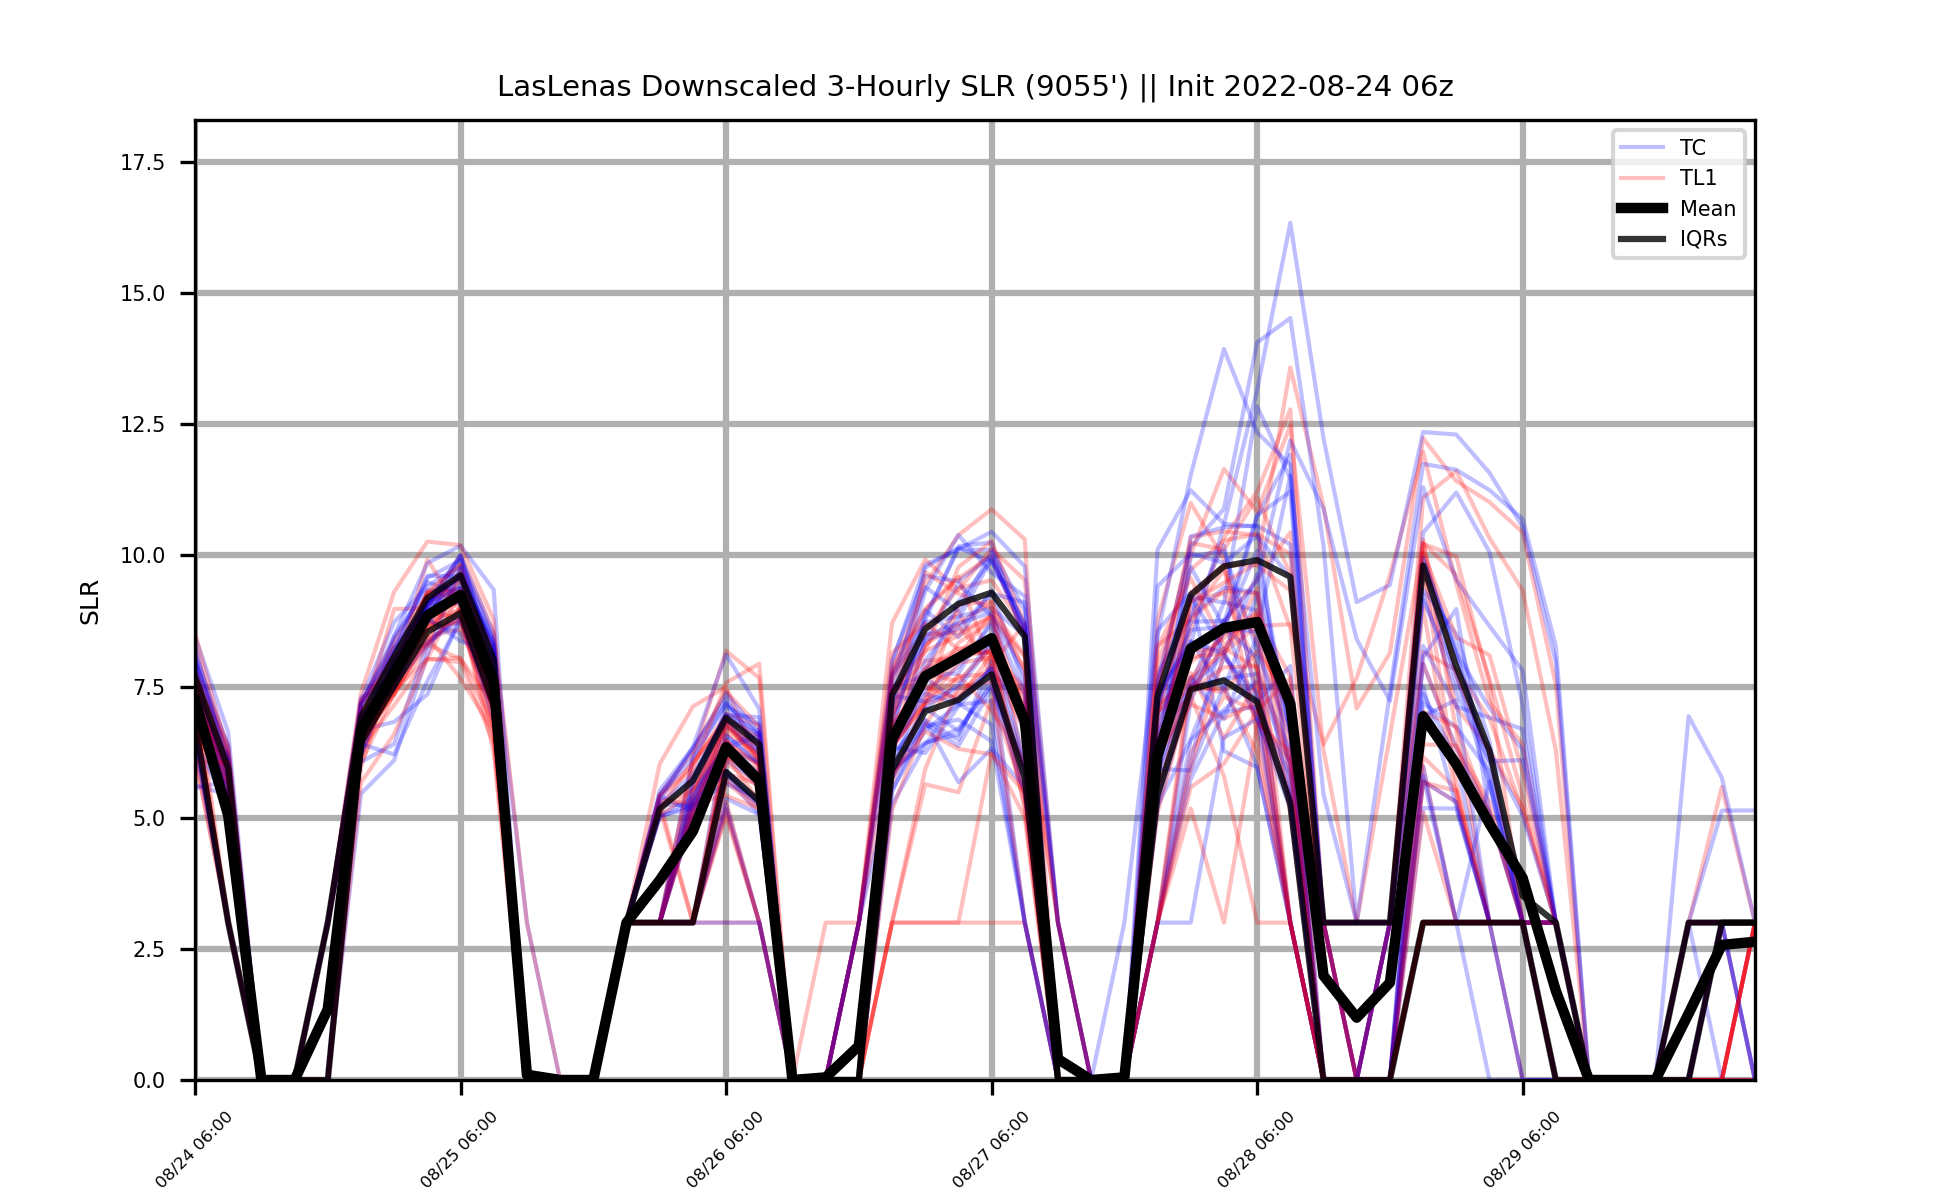 LasLenas Downscaled 3-Hourly SLR (9055') || Init 2022-08-24 06z
TC
TL1
Mean
IQRs
SLR
17.5
15.0
12.5
10.0
7.5
5.0
2.5
0.0
08/24 06:00
08/25 06:00
08/26 06:00
08/27 06:00
08/28 06:00
08/29 06:00